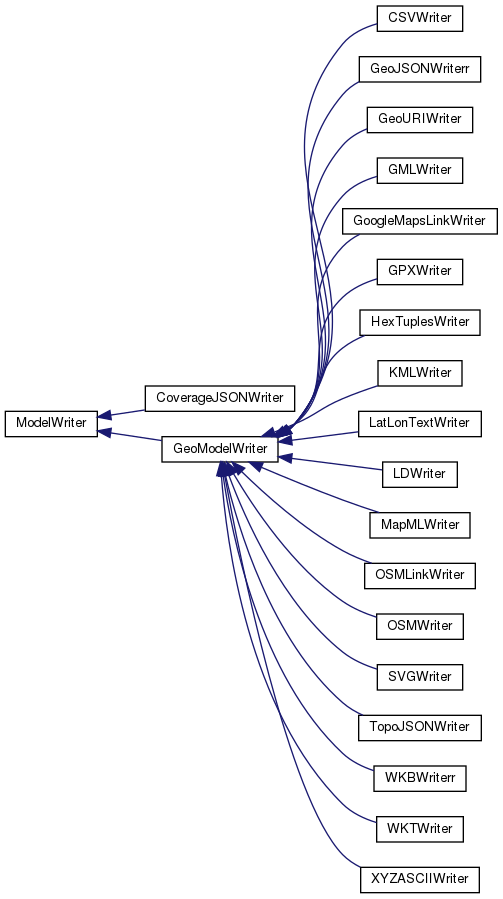 CSVWriter
GeoJSONWriterr
GeoURIWriter
GMLWriter
GoogleMapsLinkWriter
GPXWriter
HexTuplesWriter
KMLWriter
CoverageJSONWriter
ModelWriter
LatLonTextWriter
GeoModelWriter
LDWriter
MapMLWriter
OSMLinkWriter
OSMWriter
SVGWriter
TopoJSONWriter
WKBWriterr
WKTWriter
XYZASCIIWriter